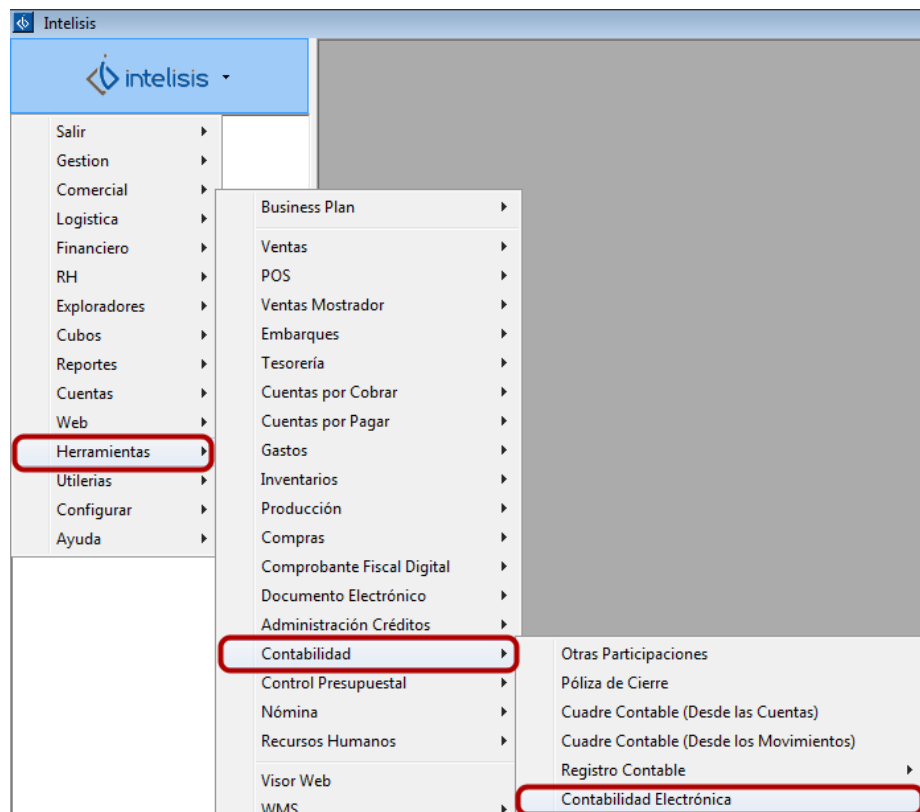 Intelisis
intelisis
Salir
Gestion
Comercial
Logistica
Financiero
RH
Exploradores
Cubos
Reportes
Cuentas
Web
Herramientas
Utilerias
Configurar
Ayuda
Business Plan
Ventas
POS
Ventas Mostrador
Embarques
Tesorería
Cuentas por Cobrar
Cuentas por Pagar
Gastos
Inventarios
Producción
Compras
Comprobante Fiscal Digital
Documento Electrónico
Administración Créditos
Contabilidad
Control Presupuestal
Nómina
Recursos Humanos
Visor Web
WMS
Otras Participaciones
Póliza de Cierre
Cuadre Contable (Desde las Cuentas)
Cuadre Contable (Desde los Movimientos)
Registro Contable
Contabilidad Electrónica